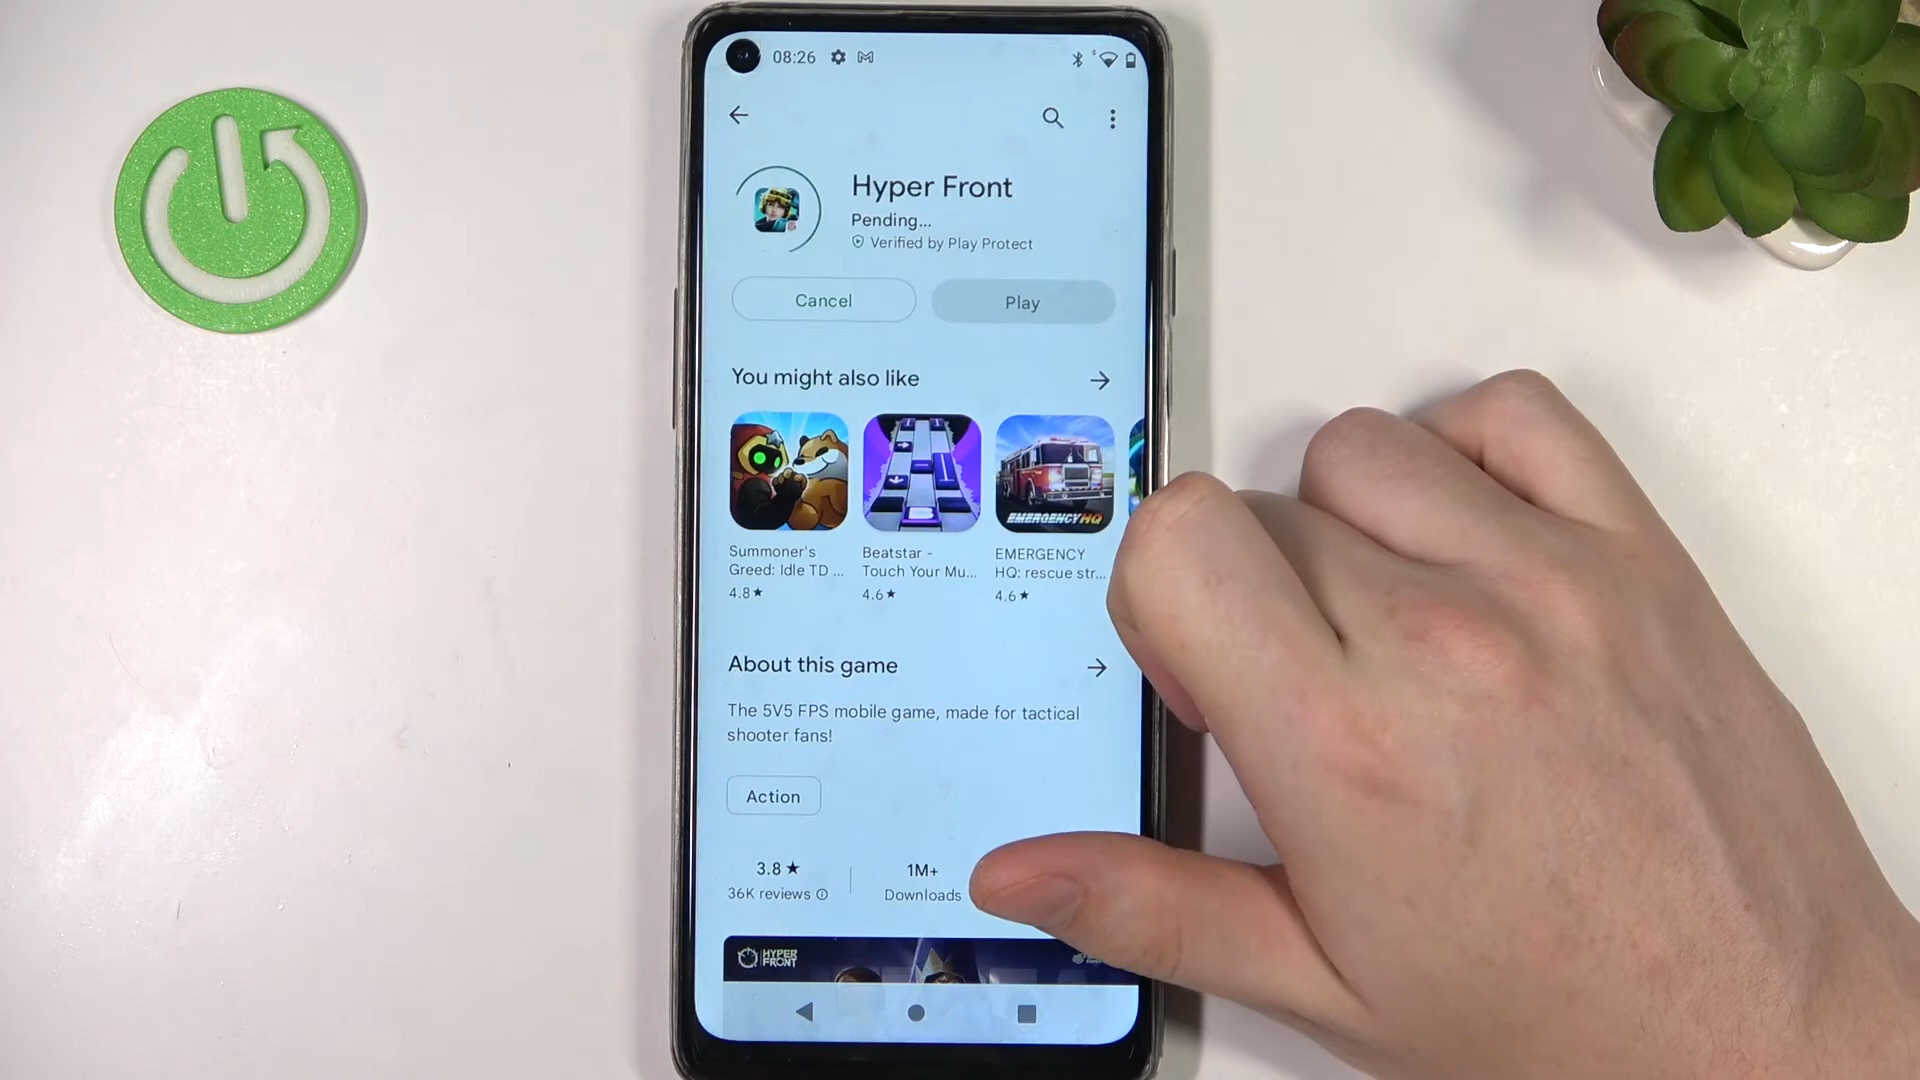 08:26
Hyper Front
Pending...
Verified by Play Protect
Cancel
Play
You might also like
EMERGENCY HQ
Summoner's
Greed: Idle TD ...
4.8★
Beatstar -
Touch Your Mu...
4.6★
EMERGENCY
HQ: rescue str...
4.6★
About this game
The 5V5 FPS mobile game, made for tactical
shooter fans!
Action
3.8 ★
36K reviews
1M+
Downloads
HYPER
FRONT